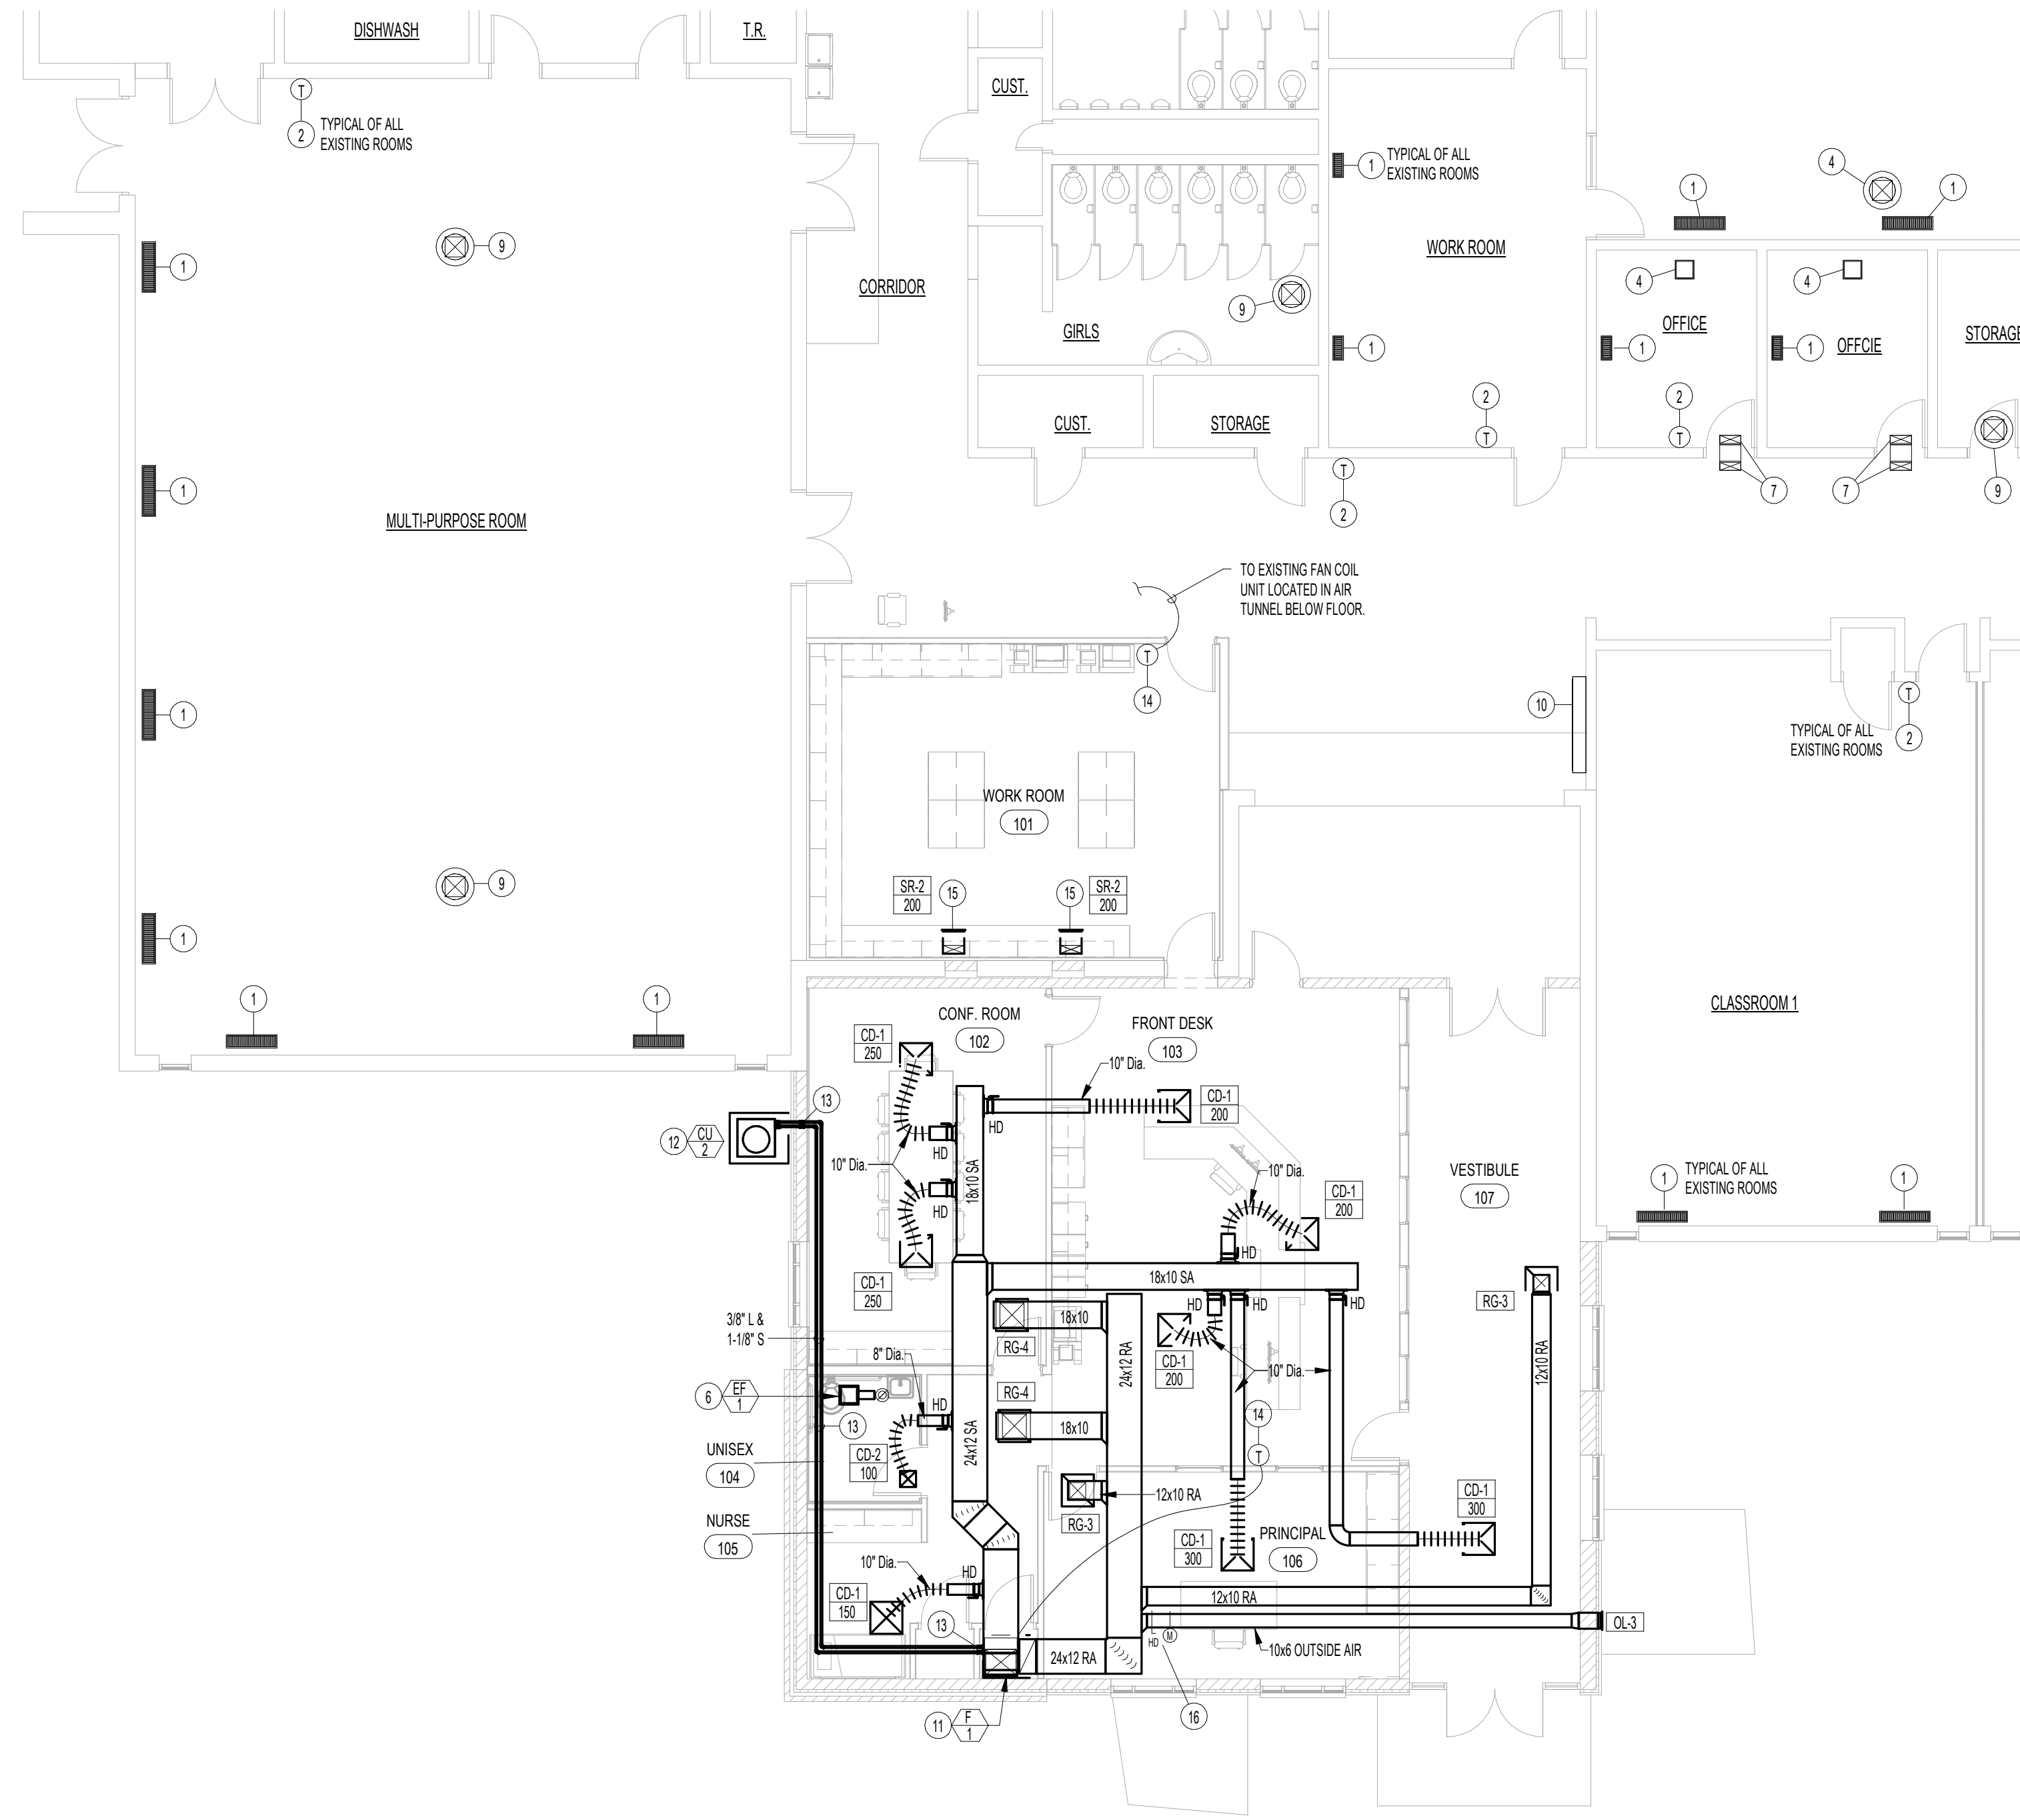 DISHWASH
T.R.
CUST.
T
2
TYPICAL OF ALL
EXISTING ROOMS
1
TYPICAL OF ALL
EXISTING ROOMS
4
1
1
1
9
CORRIDOR
WORK ROOM
4
4
9
GIRLS
OFFICE
OFFCIE
STORAGE
1
1
1
2
T
2
T
CUST.
STORAGE
T
2
7
7
9
1
MULTI-PURPOSE ROOM
TO EXISTING FAN COIL
UNIT LOCATED IN AIR
TUNNEL BELOW FLOOR.
T
14
1
10
T
2
TYPICAL OF ALL
EXISTING ROOMS
WORK ROOM
101
9
SR-2
200
15
15
SR-2
200
1
1
1
CONF. ROOM
102
FRONT DESK
103
CLASSROOM 1
CD-1
250
10" Dia.
CD-1
200
HD
13
12
CU
2
HD
10" Dia.
HD
18x10 SA
10" Dia.
CD-1
200
VESTIBULE
107
1
TYPICAL OF ALL
EXISTING ROOMS
1
HD
CD-1
250
18x10 SA
HD
HD
HD
RG-3
3/8" L &
1-1/8" S
18x10
RG-4
8" Dia.
24x12 RA
CD-1
200
10" Dia.
12x10 RA
6
EF
1
RG-4
HD
18x10
14
T
13
24x12 SA
UNISEX
104
CD-2
100
12x10 RA
RG-3
CD-1
300
NURSE
105
CD-1
300
PRINCIPAL
106
10" Dia.
HD
CD-1
150
12x10 RA
13
HD
M
OL-3
24x12 RA
10x6 OUTSIDE AIR
11
F
1
16